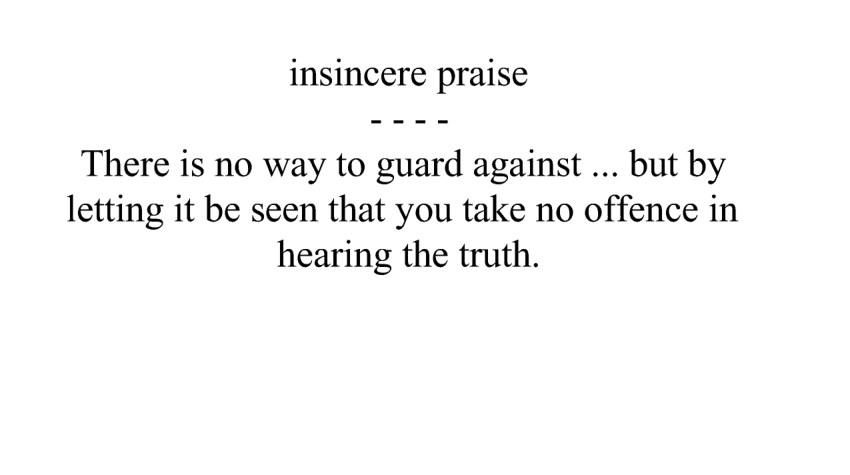 insincere praise
- - - -
There is no way to guard against ... but by
letting it be seen that you take no offence in
hearing the truth.